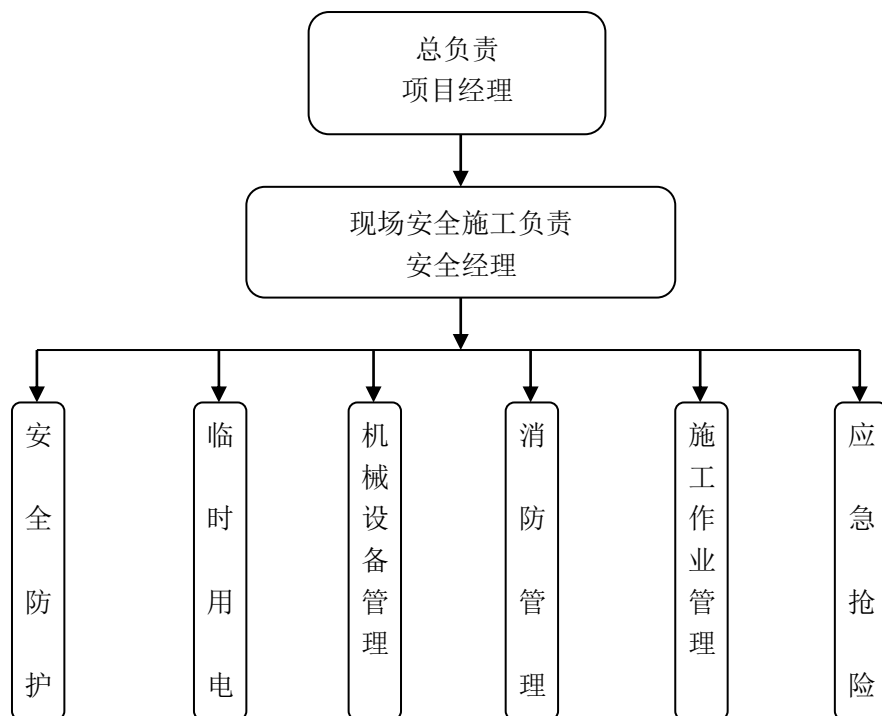 总负责
项目经理
现场安全施工负责
安全经理
安全防护
临时用电
机械设备管理
消防管理
施工作业管理
应急抢险